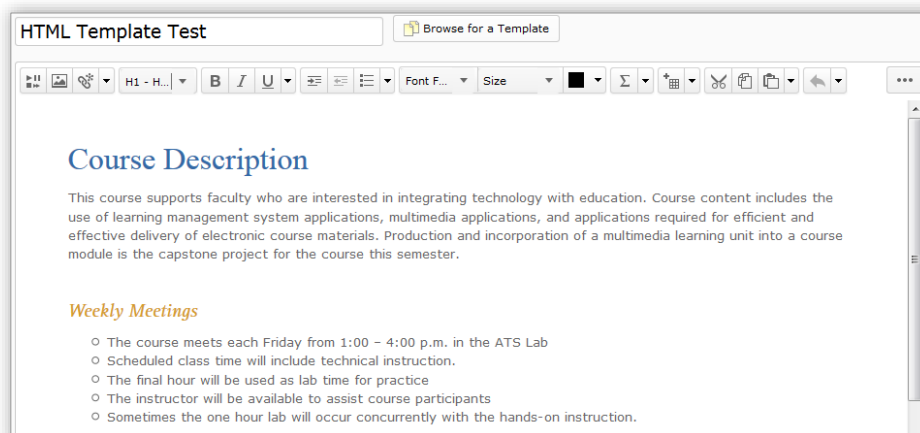 HTML Template Test
Browse for a Template
H1 - H... B I U Font F... Size Σ
Course Description
This course supports faculty who are interested in integrating technology with education. Course content includes the
use of learning management system applications, multimedia applications, and applications required for efficient and
effective delivery of electronic course materials. Production and incorporation of a multimedia learning unit into a course
module is the capstone project for the course this semester.
Weekly Meetings
The course meets each Friday from 1:00 – 4:00 p.m. in the ATS Lab
Scheduled class time will include technical instruction.
The final hour will be used as lab time for practice
The instructor will be available to assist course participants
Sometimes the one hour lab will occur concurrently with the hands-on instruction.